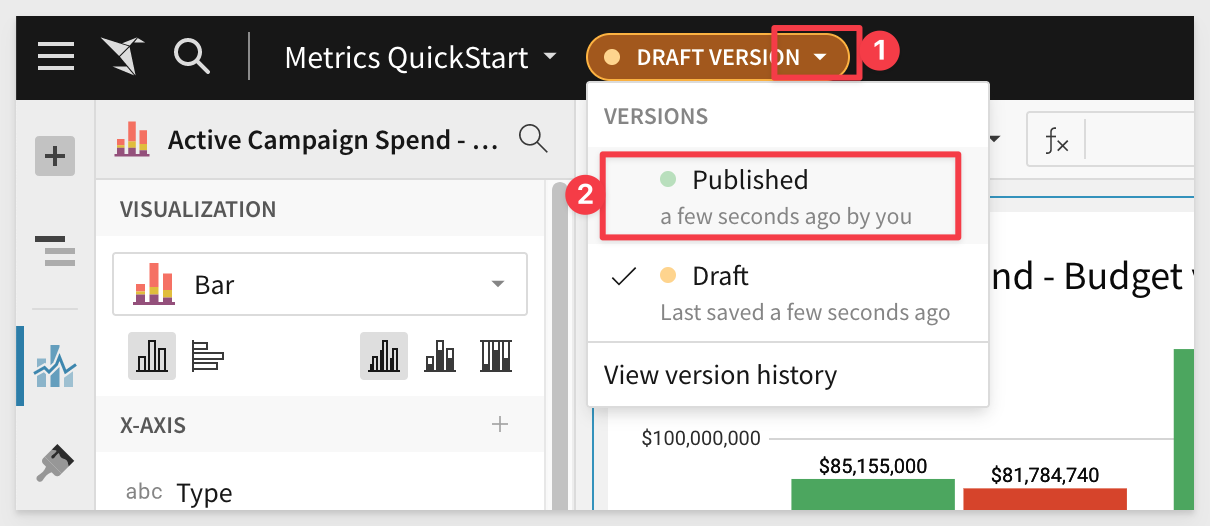 Metrics QuickStart
DRAFT VERSION
1
Active Campaign Spend - ...
VERSIONS
fx
2
Published
a few seconds ago by you
VISUALIZATION
Bar
Draft
Last saved a few seconds ago
nd - Budget
View version history
X-AXIS
$100,000,000
$85,155,000
$81,784,740
abc Type